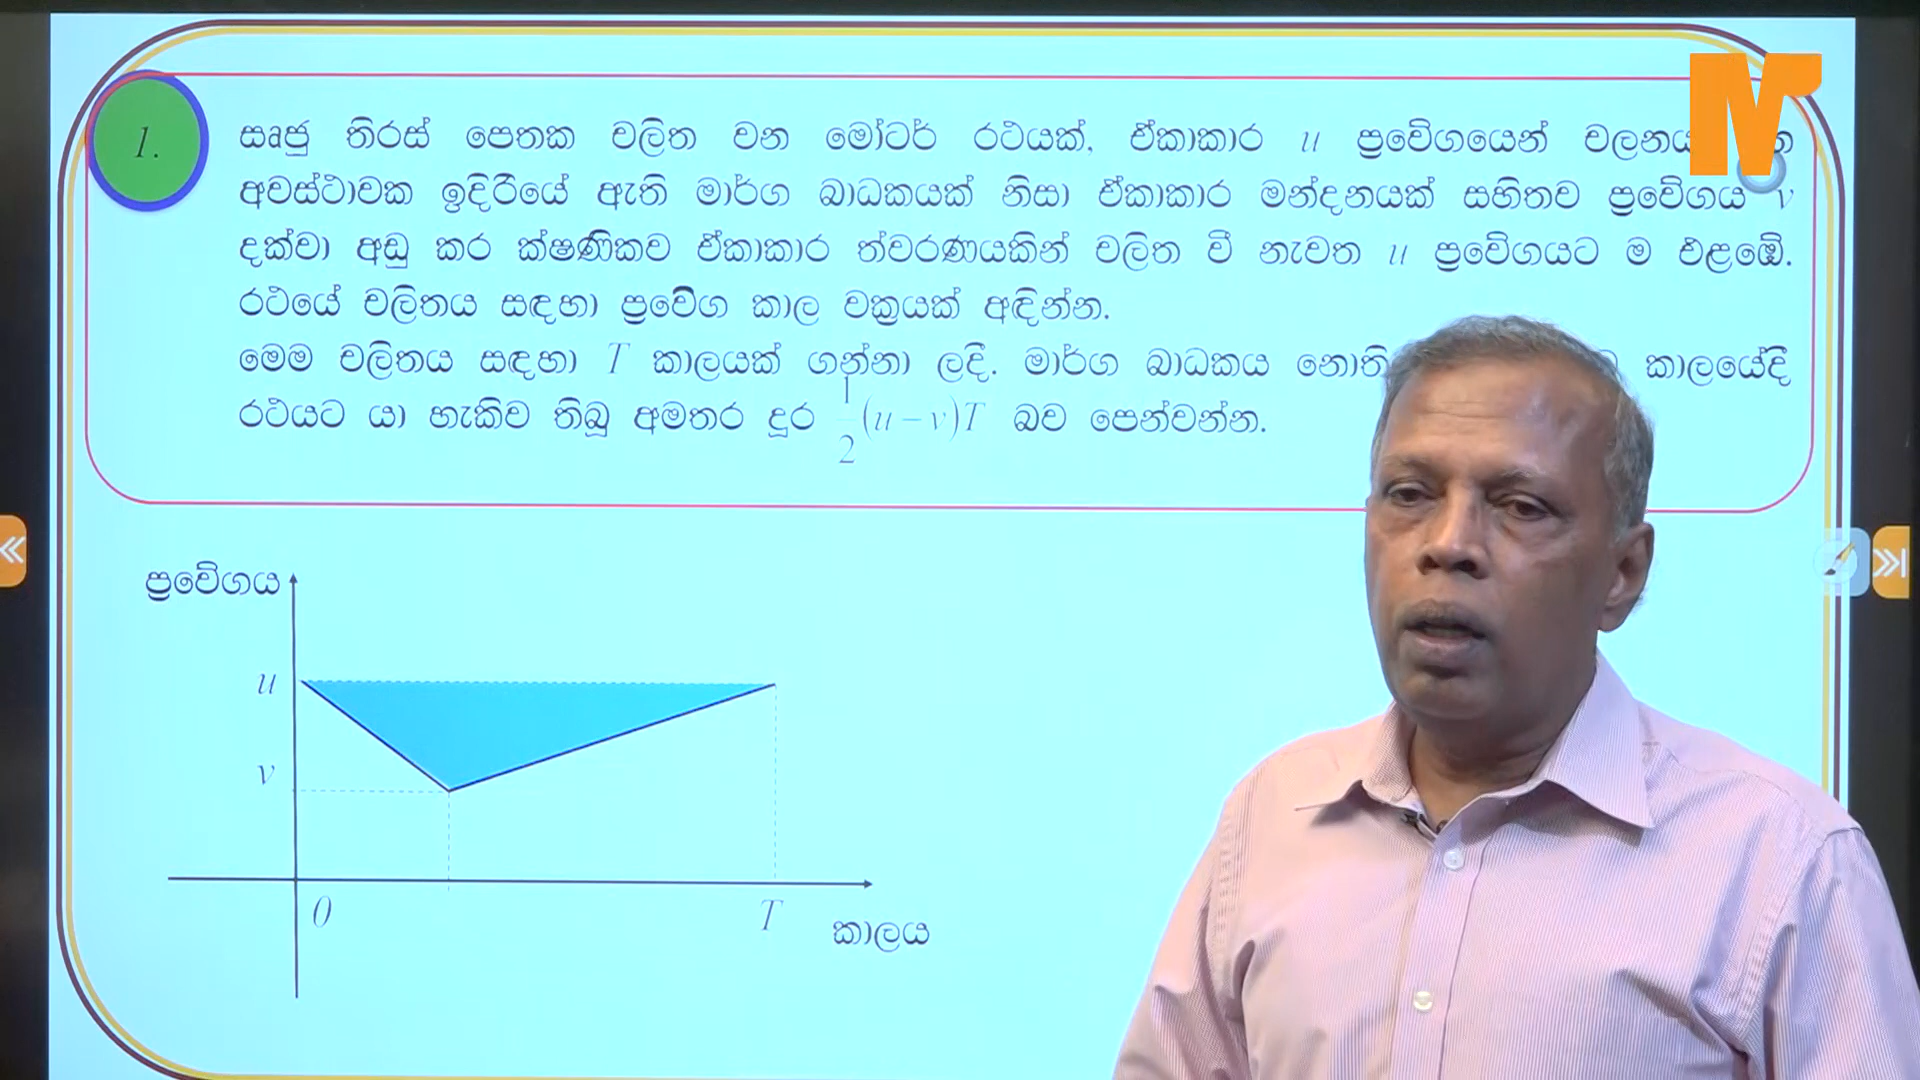 1.
සෘජු තිරස් පෙතක චලිත වන මෝටර් රථයක්, ඒකාකාර u ප්‍රවේගයෙන්
අවස්ථාවක ඉදිරියේ ඇති මාර්ග බාධකයක් නිසා ඒකාකාර මන්දනයක් සහිතව ප්‍රවේගය v
දක්වා අඩු කර ක්ෂණිකව ඒකාකාර ත්වරණයකින් චලිත වී නැවත u ප්‍රවේගයට ම එළඹේ.
රථයේ චලිතය සඳහා ප්‍රවේග කාල වක්‍රයක් අඳින්න.
මෙම චලිතය සඳහා T කාලයක් ගන්නා ලදී. මාර්ග බාධකය කාලයේදී
රථයට යා හැකිව තිබූ අමතර දුර 1/2 (u − v)T බව පෙන්වන්න.
ප්‍රවේගය
u
v
0
T
කාලය